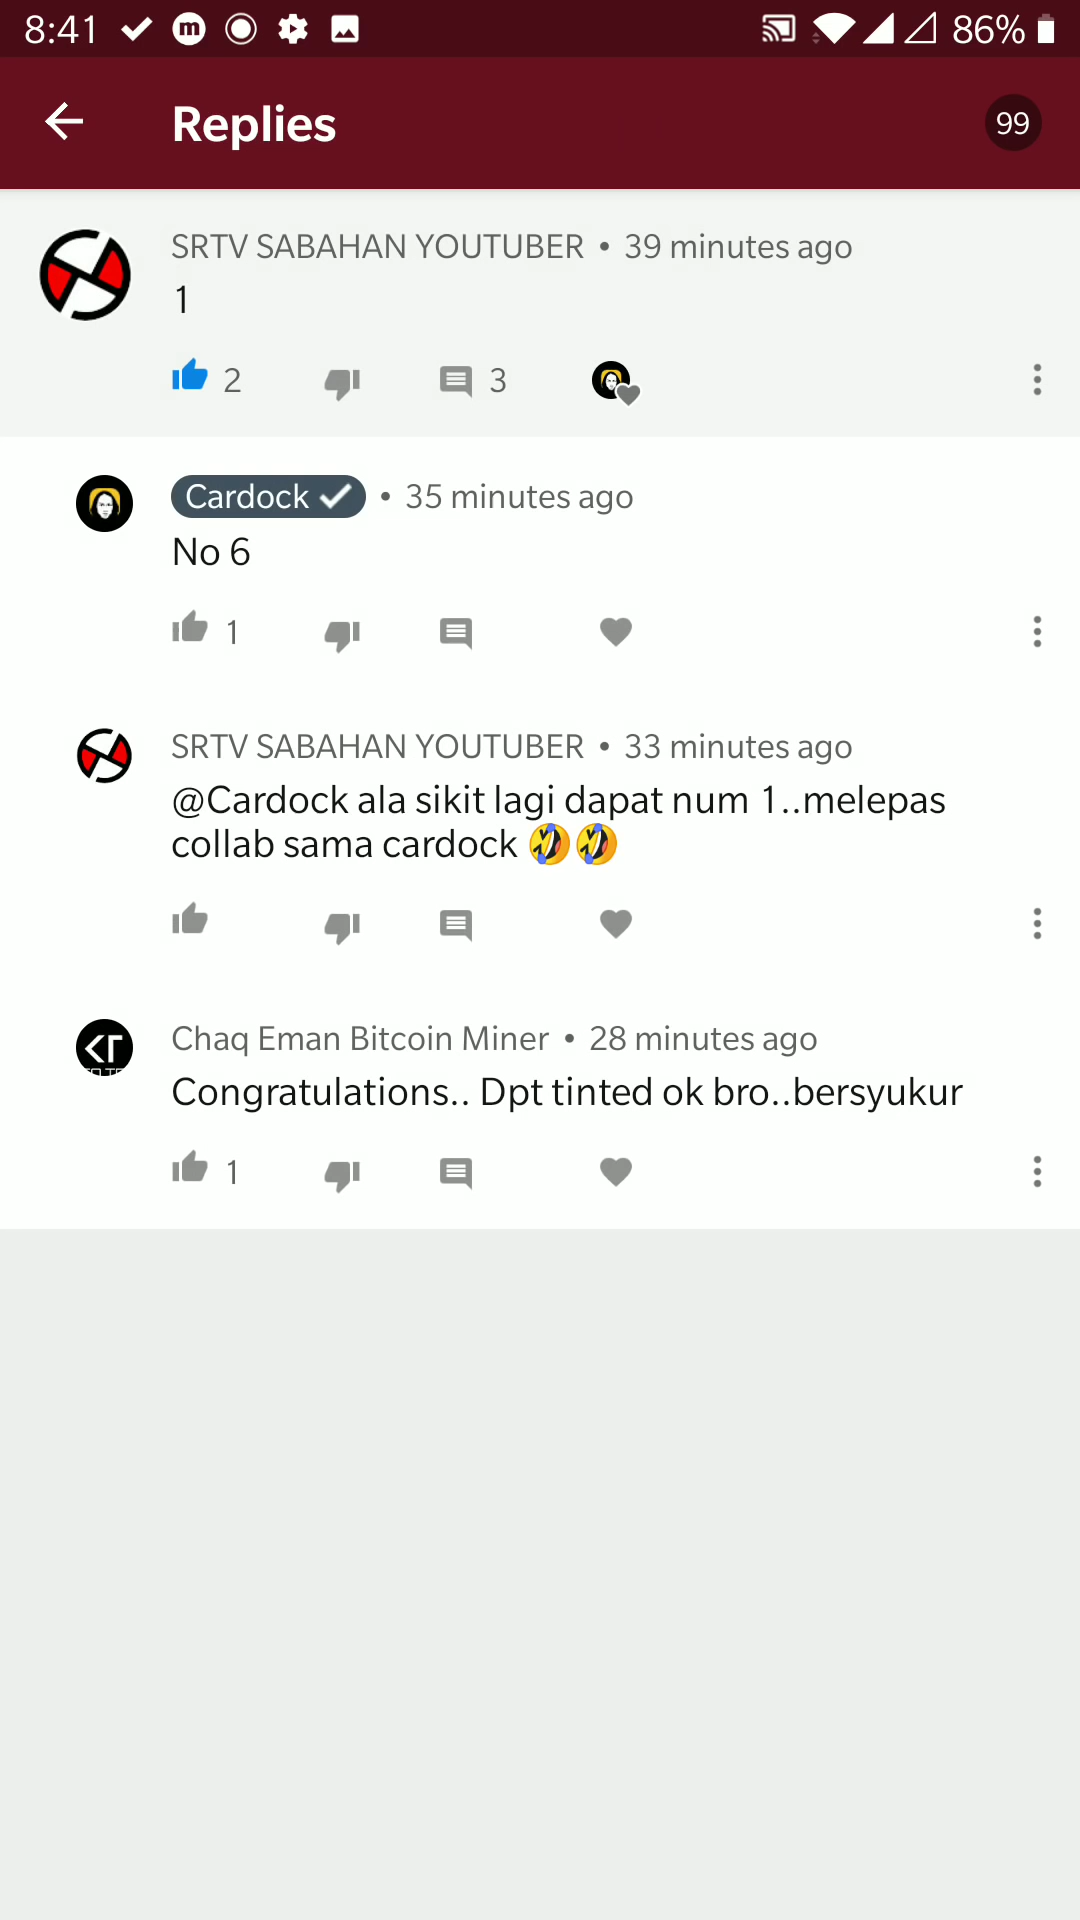 8:41 86%
Replies 99
SRTV SABAHAN YOUTUBER • 39 minutes ago
1
2 3
Cardock • 35 minutes ago
No 6
1
SRTV SABAHAN YOUTUBER • 33 minutes ago
@Cardock ala sikit lagi dapat num 1..melepas
collab sama cardock 🤣🤣
Chaq Eman Bitcoin Miner • 28 minutes ago
Congratulations.. Dpt tinted ok bro..bersyukur
1